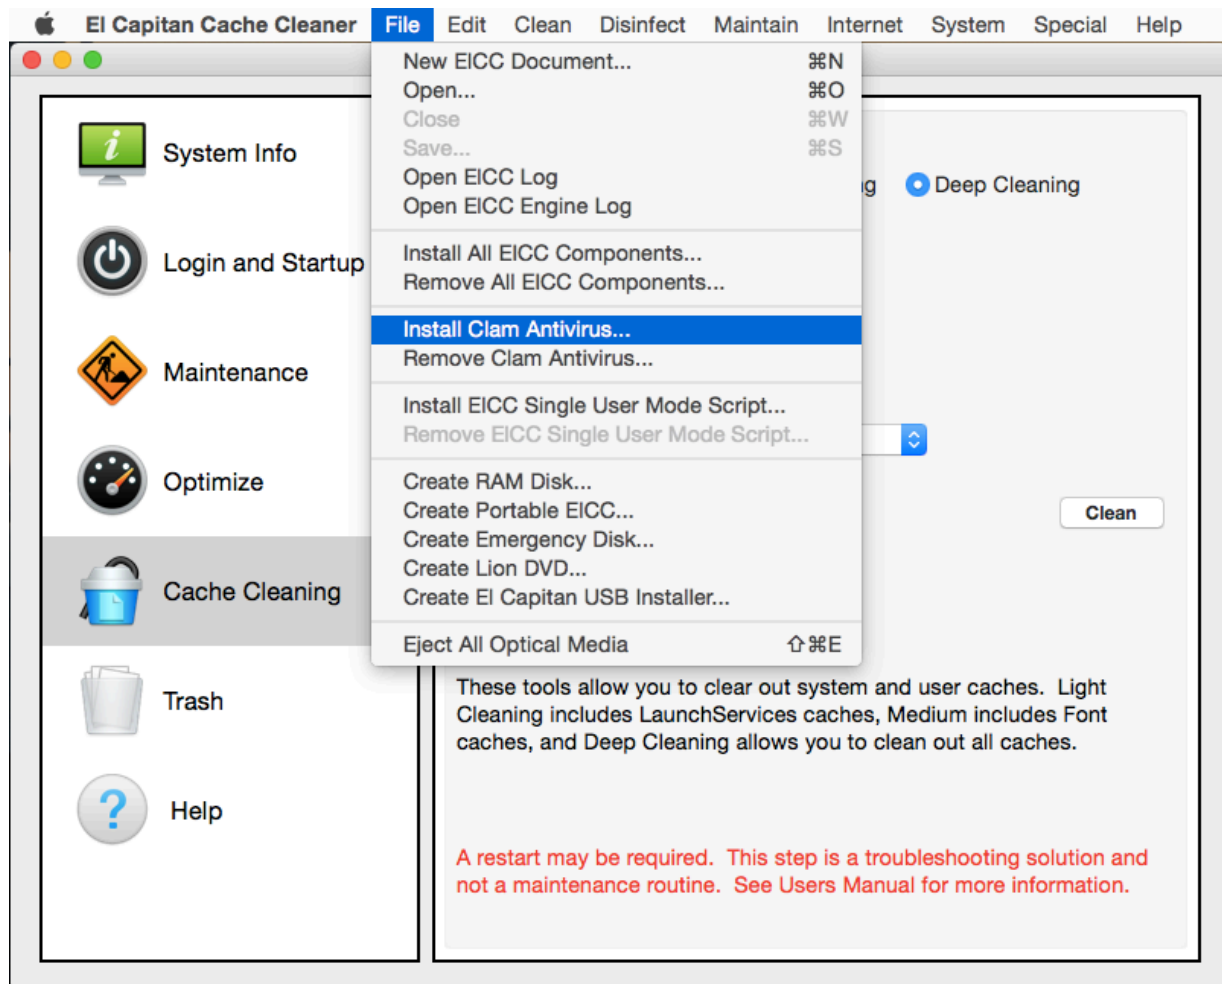 El Capitan Cache Cleaner File Edit Clean Disinfect Maintain Internet System Special Help
New ElCC Document... ⌘N
Open... ⌘O
Close ⌘W
Save... ⌘S
Open ElCC Log
Open ElCC Engine Log
Install All ElCC Components...
Remove All ElCC Components...
Install Clam Antivirus...
Remove Clam Antivirus...
Install ElCC Single User Mode Script...
Remove ElCC Single User Mode Script...
Create RAM Disk...
Create Portable ElCC...
Create Emergency Disk...
Create Lion DVD...
Create El Capitan USB Installer...
Eject All Optical Media ⇧⌘E
System Info
Login and Startup
Maintenance
Optimize
Cache Cleaning
Trash
Help
Deep Cleaning
Clean
These tools allow you to clear out system and user caches. Light
Cleaning includes LaunchServices caches, Medium includes Font
caches, and Deep Cleaning allows you to clean out all caches.
A restart may be required. This step is a troubleshooting solution and
not a maintenance routine. See Users Manual for more information.